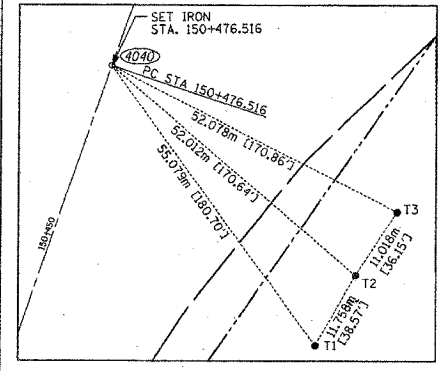 SET IRON
STA. 150+476.516
4040
PC STA 150+476.516
52.078m [170.86']
52.012m [170.64']
55.079m [180.70']
150+450
T3
11.018m
[36.15']
T2
11.758m
[38.57']
T1